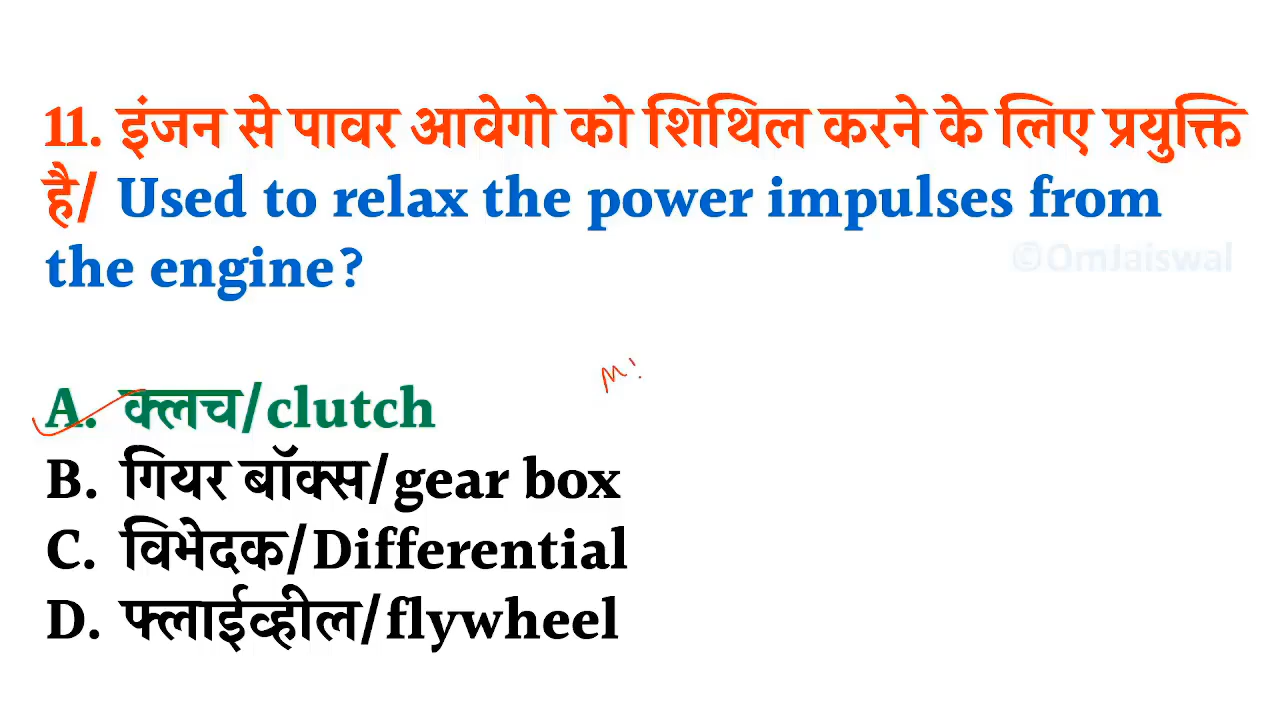 11. इंजन से पावर आवेगो को शिथिल करने के लिए प्रयुक्ति
है/ Used to relax the power impulses from
the engine?
©OmJaiswal
A. क्लच/clutch
B. गियर बॉक्स/gear box
C. विभेदक/Differential
D. फ्लाईव्हील/flywheel